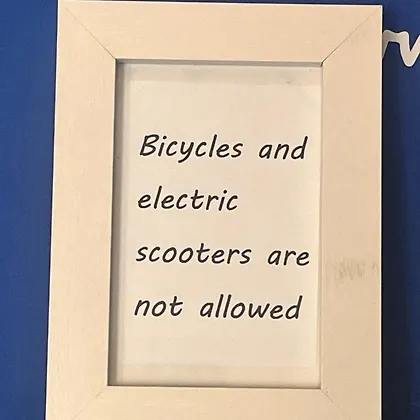 Bicycles and
electric
scooters are
not allowed